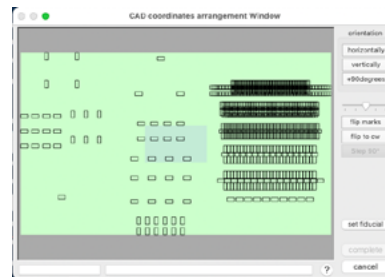 CAD coordinates arrangement Window
orientation
horizontally
vertically
+90degrees
flip marks
flip to cw
Step 90°
set fiducial
complete
cancel
?